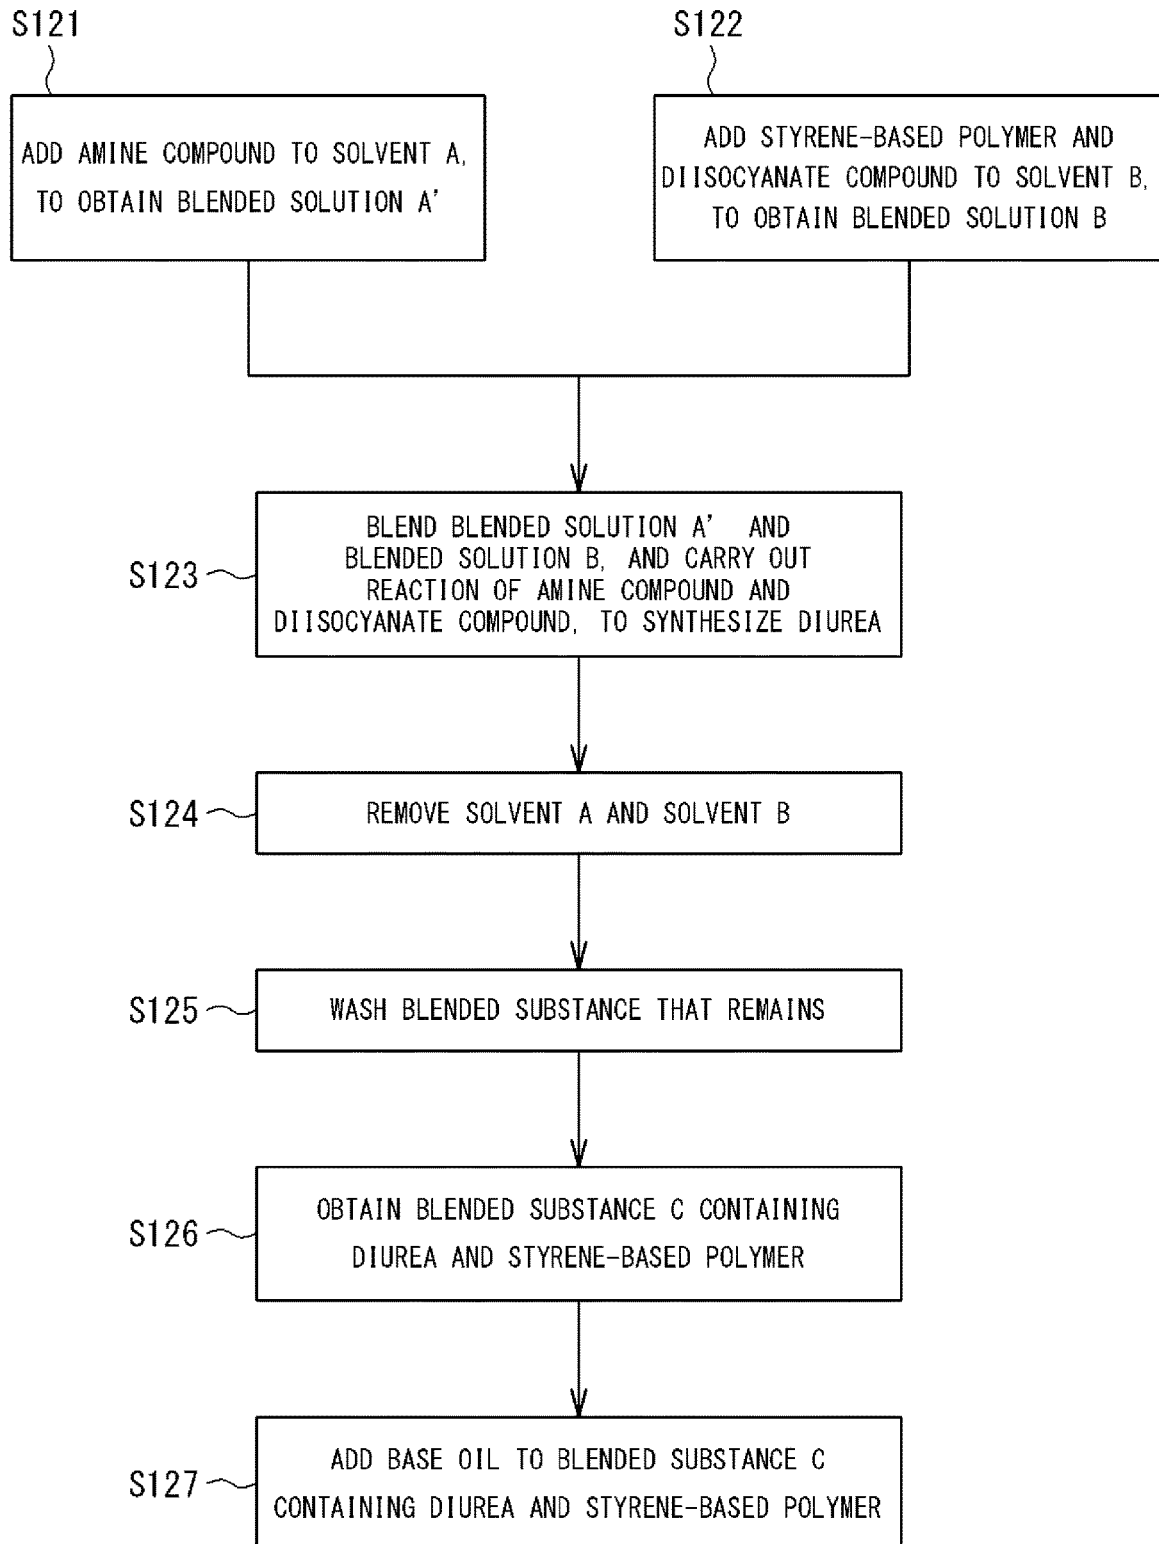 S121
ADD AMINE COMPOUND TO SOLVENT A,
TO OBTAIN BLENDED SOLUTION A'
S122
ADD STYRENE-BASED POLYMER AND
DIISOCYANATE COMPOUND TO SOLVENT B,
TO OBTAIN BLENDED SOLUTION B
S123
BLEND BLENDED SOLUTION A' AND
BLENDED SOLUTION B, AND CARRY OUT
REACTION OF AMINE COMPOUND AND
DIISOCYANATE COMPOUND, TO SYNTHESIZE DIUREA
S124
REMOVE SOLVENT A AND SOLVENT B
S125
WASH BLENDED SUBSTANCE THAT REMAINS
S126
OBTAIN BLENDED SUBSTANCE C CONTAINING
DIUREA AND STYRENE-BASED POLYMER
S127
ADD BASE OIL TO BLENDED SUBSTANCE C
CONTAINING DIUREA AND STYRENE-BASED POLYMER